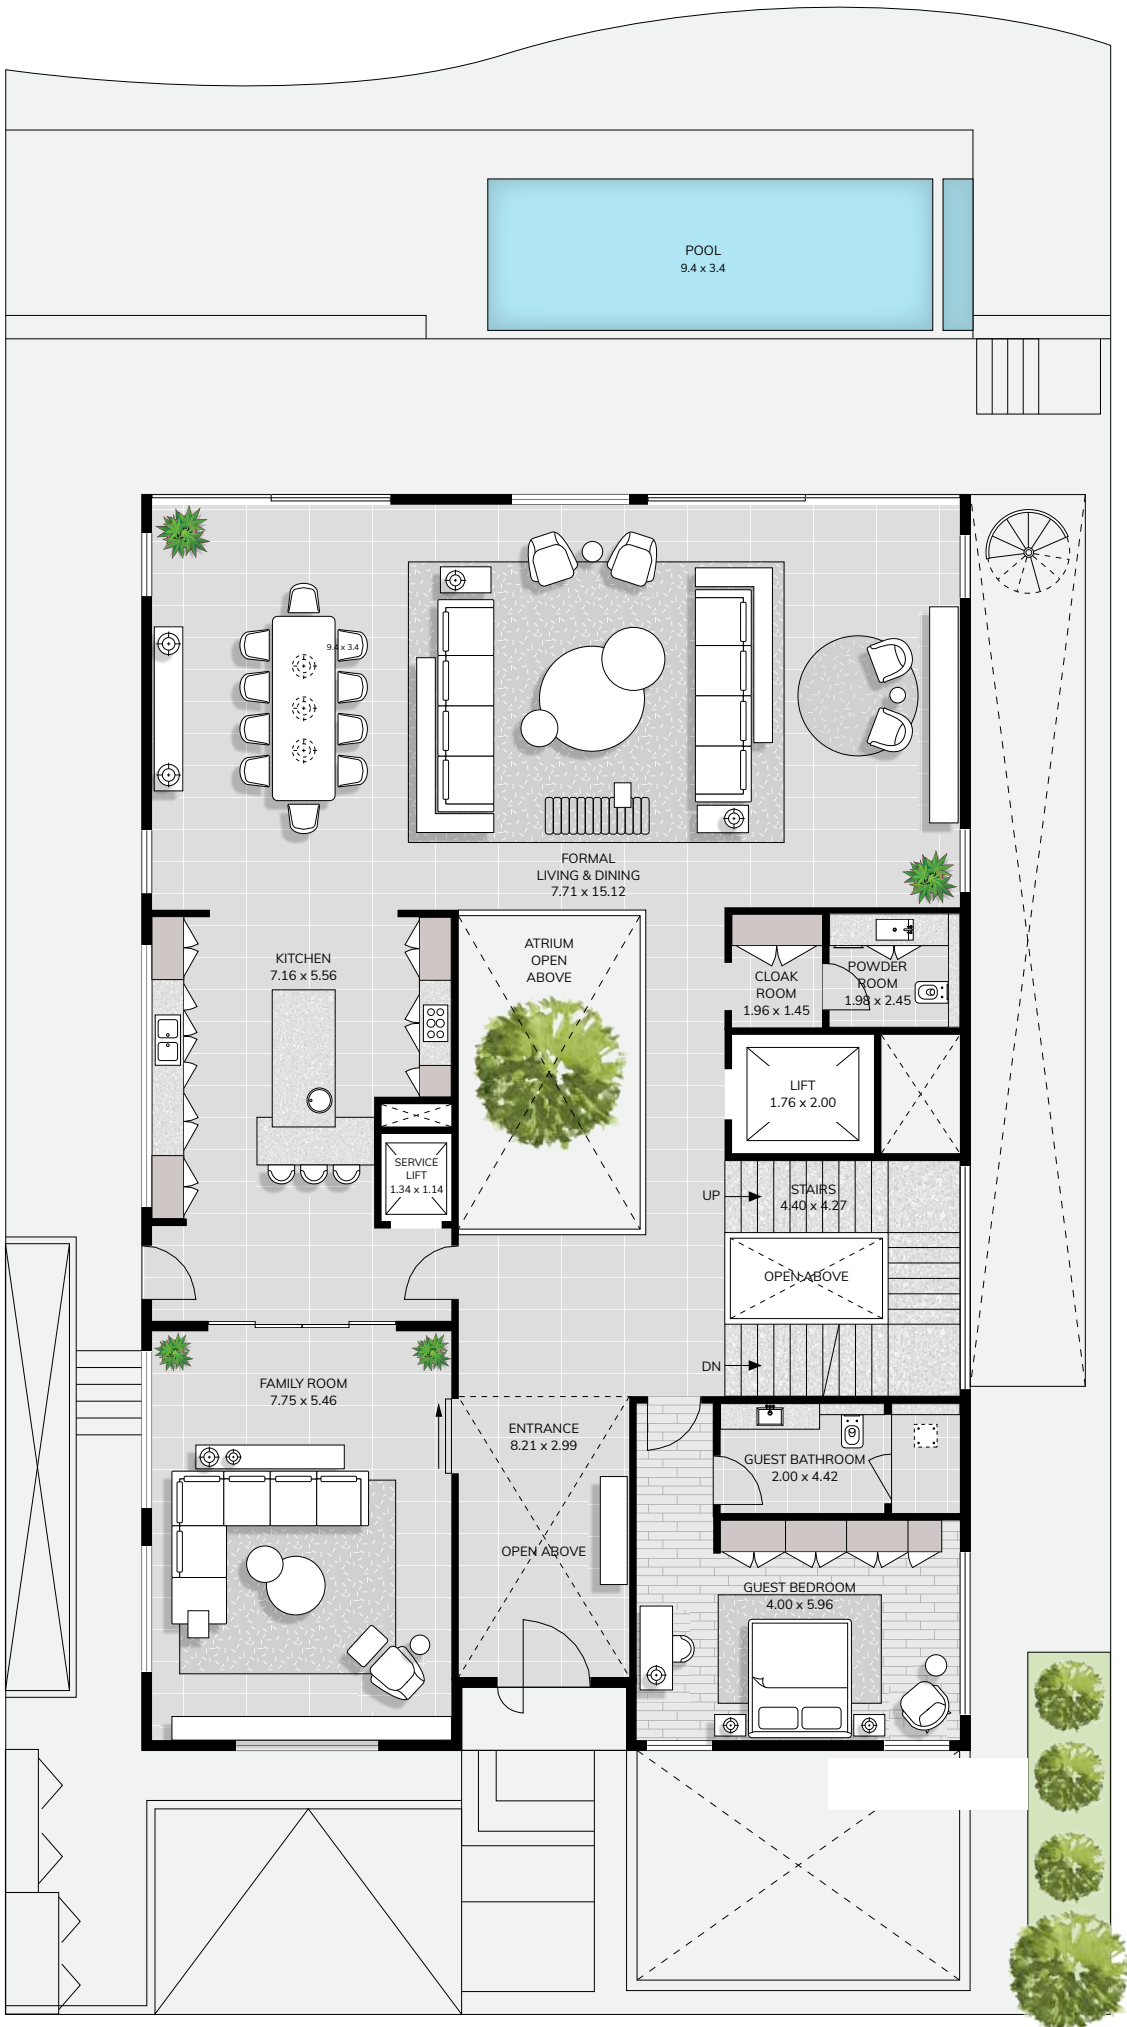 POOL
9.4 x 3.4
9.4 x 3.4
FORMAL
LIVING & DINING
7.71 x 15.12
KITCHEN
7.16 x 5.56
ATRIUM
OPEN
ABOVE
CLOAK
ROOM
1.96 x 1.45
POWDER
ROOM
1.98 x 2.45
LIFT
1.76 x 2.00
SERVICE
LIFT
1.34 x 1.14
UP
STAIRS
4.40 x 4.27
OPEN ABOVE
DN
FAMILY ROOM
7.75 x 5.46
ENTRANCE
8.21 x 2.99
OPEN ABOVE
GUEST BATHROOM
2.00 x 4.42
GUEST BEDROOM
4.00 x 5.96